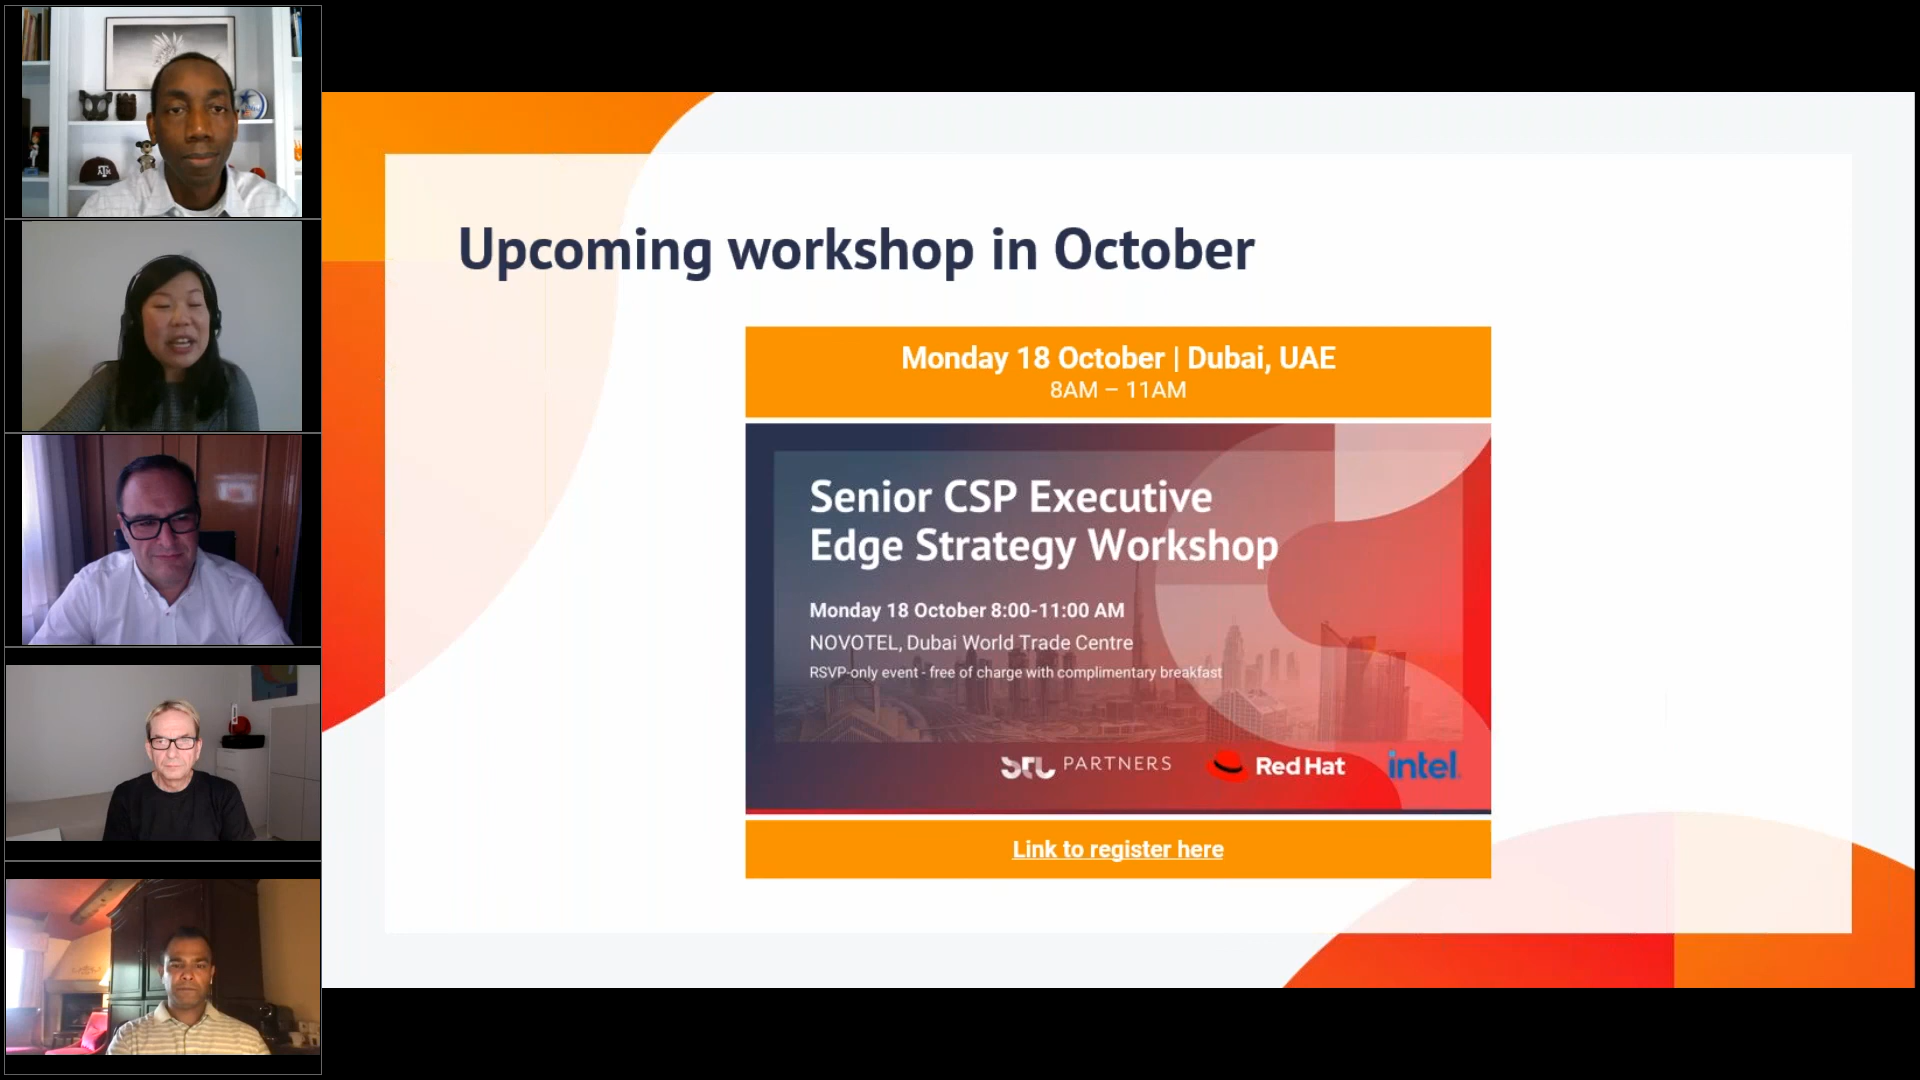 Upcoming workshop in October
Monday 18 October | Dubai, UAE
8AM – 11AM
Senior CSP Executive
Edge Strategy Workshop
Monday 18 October 8:00-11:00 AM
NOVOTEL, Dubai World Trade Centre
RSVP-only event - free of charge with complimentary breakfast
STL PARTNERS
Red Hat
intel.
Link to register here
ATM